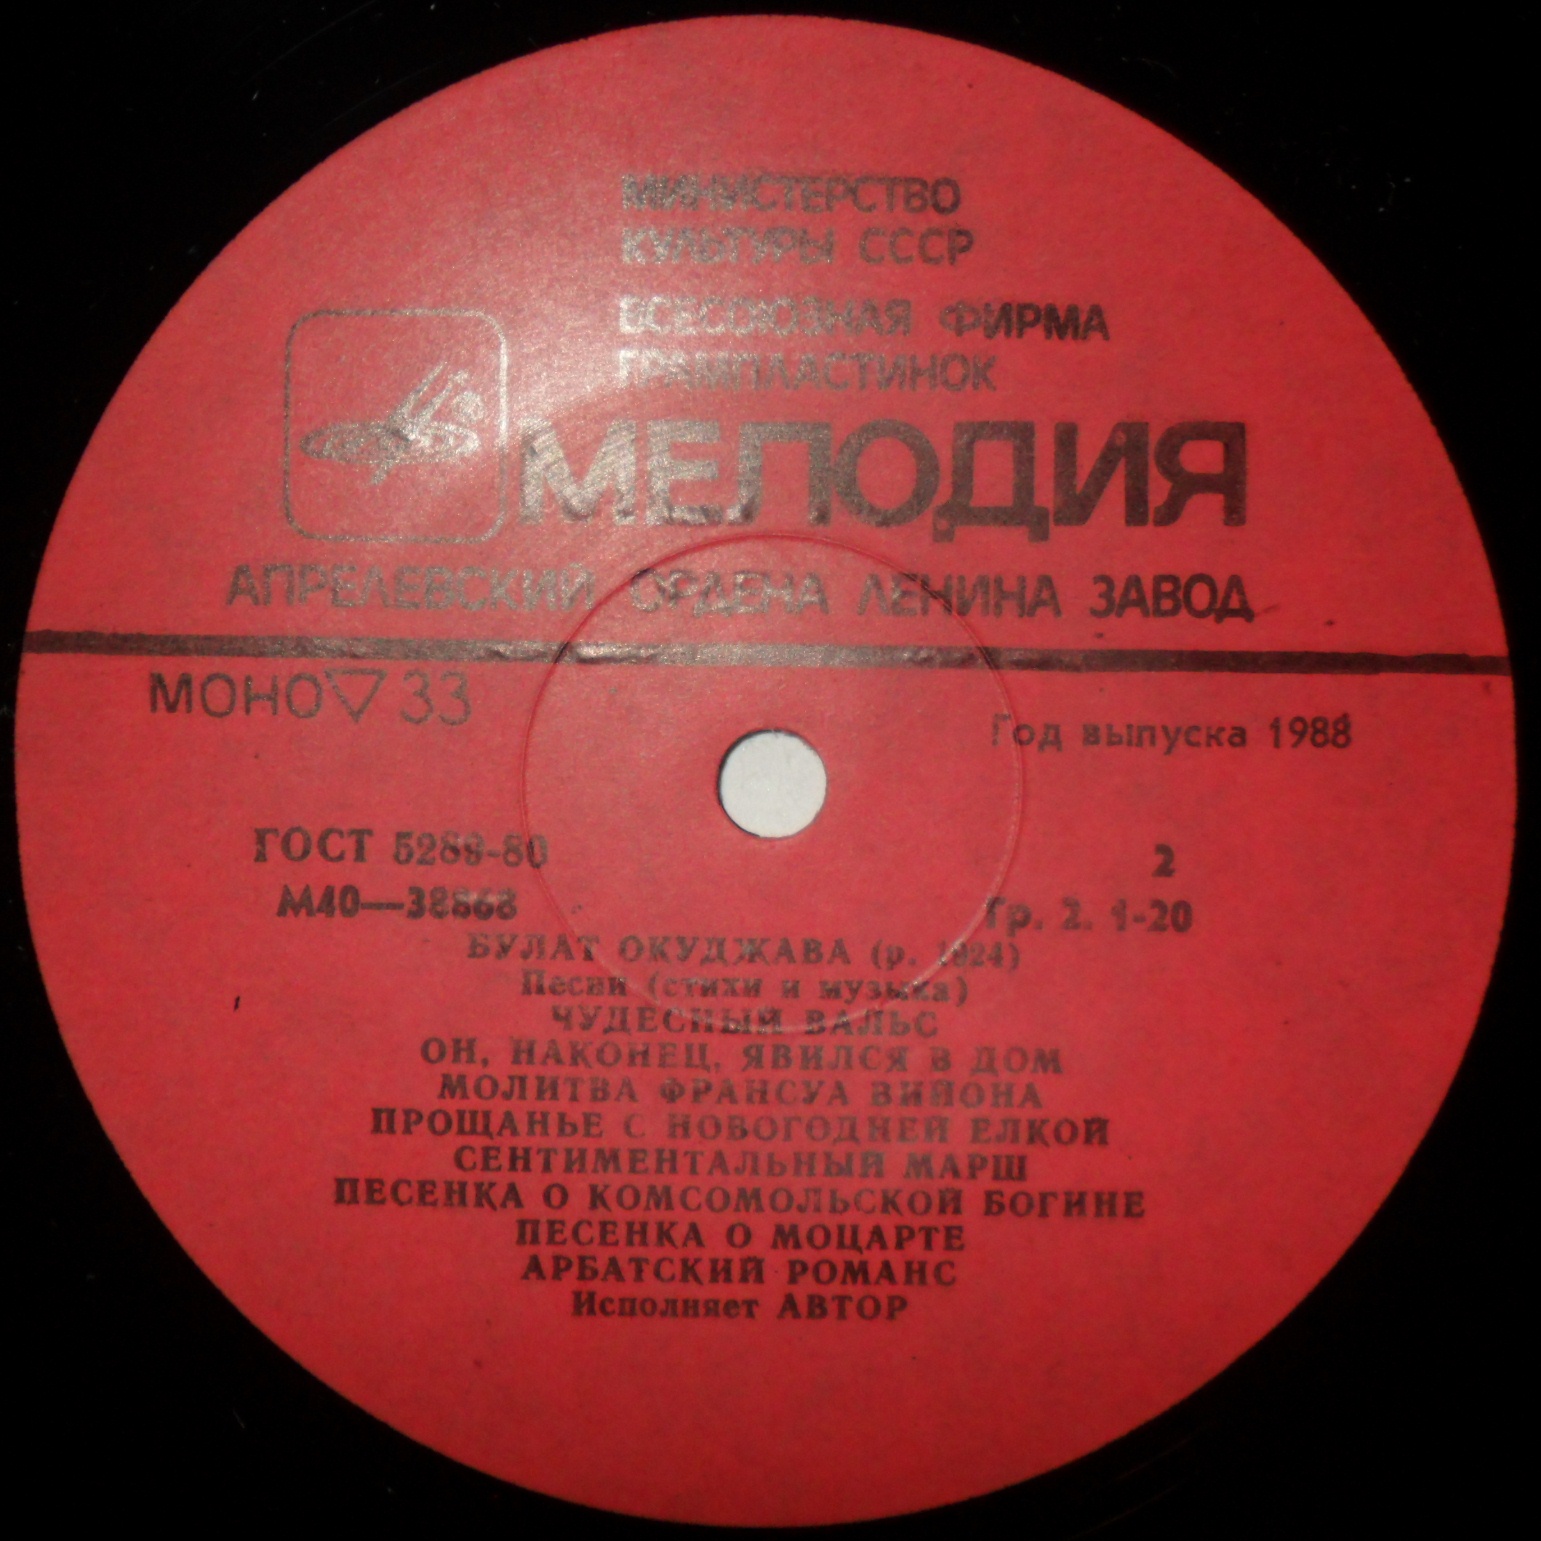 МИНИСТЕРСТВО
КУЛЬТУРЫ СССР
ВСЕСОЮЗНАЯ ФИРМА
ГРАМПЛАСТИНОК
МЕЛОДИЯ
АПРЕЛЕВСКИЙ ОРДЕНА ЛЕНИНА ЗАВОД
МОНО 33
Год выпуска 1988
ГОСТ 5289-80
2
М40—38868
Гр. 2. 1-20
БУЛАТ ОКУДЖАВА (р. 1924)
Песни (стихи и музыка)
ЧУДЕСНЫЙ ВАЛЬС
ОН, НАКОНЕЦ, ЯВИЛСЯ В ДОМ
МОЛИТВА ФРАНСУА ВИЙОНА
ПРОЩАНЬЕ С НОВОГОДНЕЙ ЕЛКОЙ
СЕНТИМЕНТАЛЬНЫЙ МАРШ
ПЕСЕНКА О КОМСОМОЛЬСКОЙ БОГИНЕ
ПЕСЕНКА О МОЦАРТЕ
АРБАТСКИЙ РОМАНС
Исполняет АВТОР